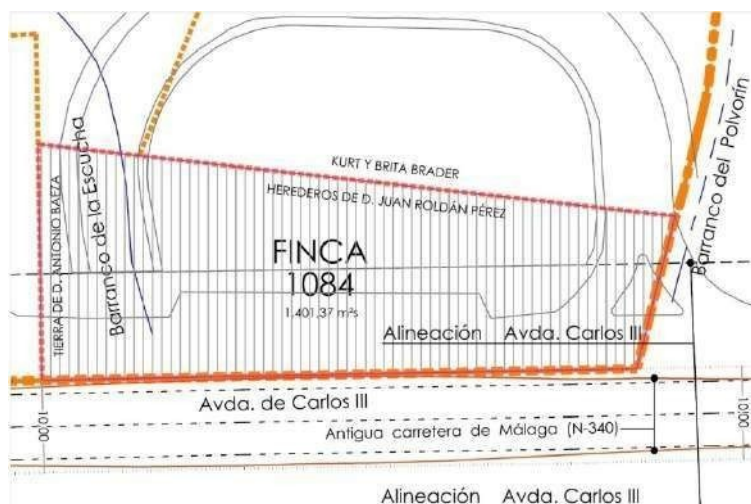 KURT Y BRITA BRADER
HEREDEROS DE D. JUAN ROLDÁN PÉREZ
TIERRA DE D. ANTONIO BAEZA
Barranco de la Escucha
Barranco del Polvorín
FINCA
1084
1.401,37 m²s
Alineación Avda. Carlos III
Avda. de Carlos III
10,00
10,00
Antigua carretera de Málaga (N-340)
Alineación Avda. Carlos III